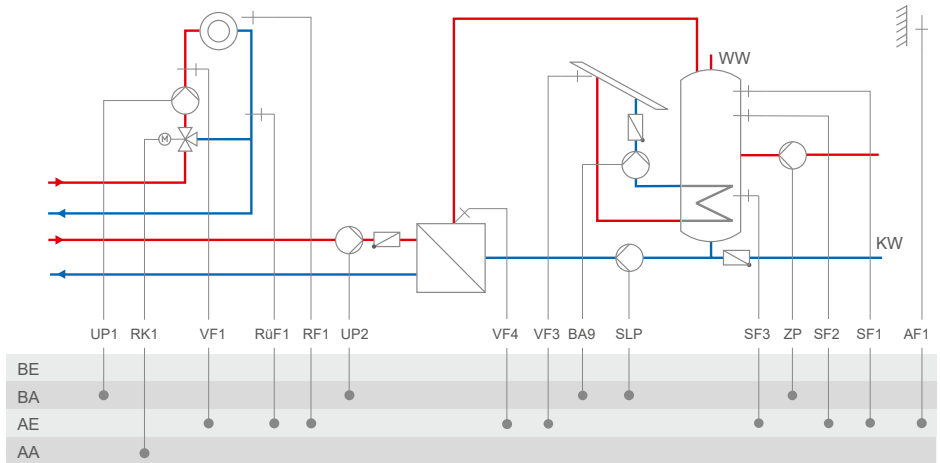 WW
M
KW
UP1 RK1 VF1 RüF1 RF1 UP2 VF4 VF3 BA9 SLP SF3 ZP SF2 SF1 AF1
BE
BA
AE
AA